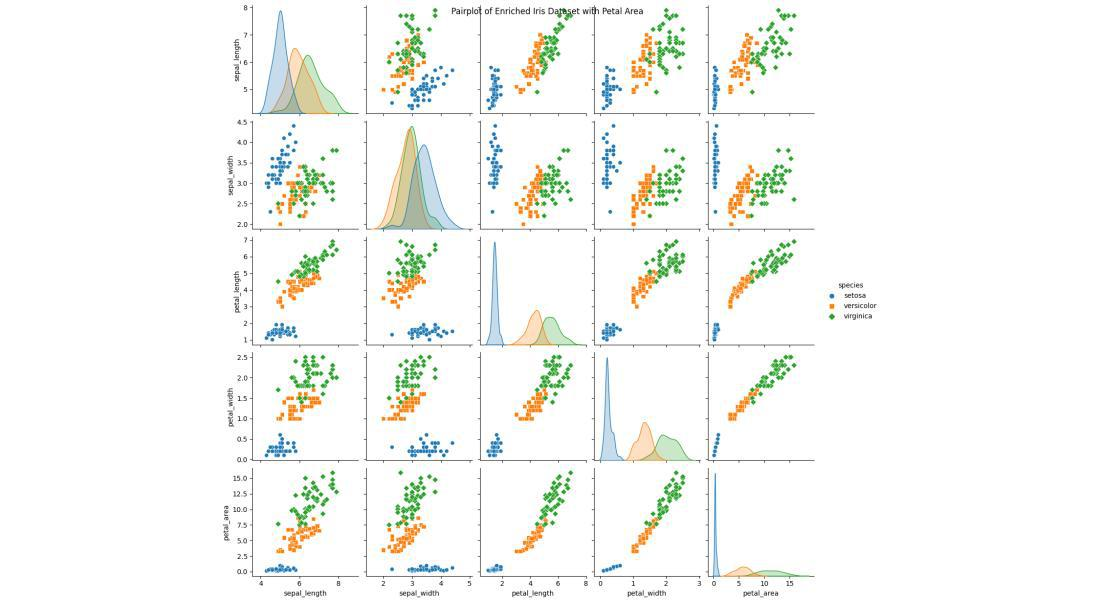 Pairplot of Enriched Iris Dataset with Petal Area
8
7
6
5
sepal_length
4.5
4.0
3.5
3.0
2.5
2.0
sepal_width
7
6
5
4
3
2
1
petal_length
species
setosa
versicolor
virginica
2.5
2.0
1.5
1.0
0.5
0.0
petal_width
15.0
12.5
10.0
7.5
5.0
2.5
0.0
petal_area
4 6 8 2 3 4 5 2 4 6 8 0 1 2 3 0 5 10 15
sepal_length sepal_width petal_length petal_width petal_area